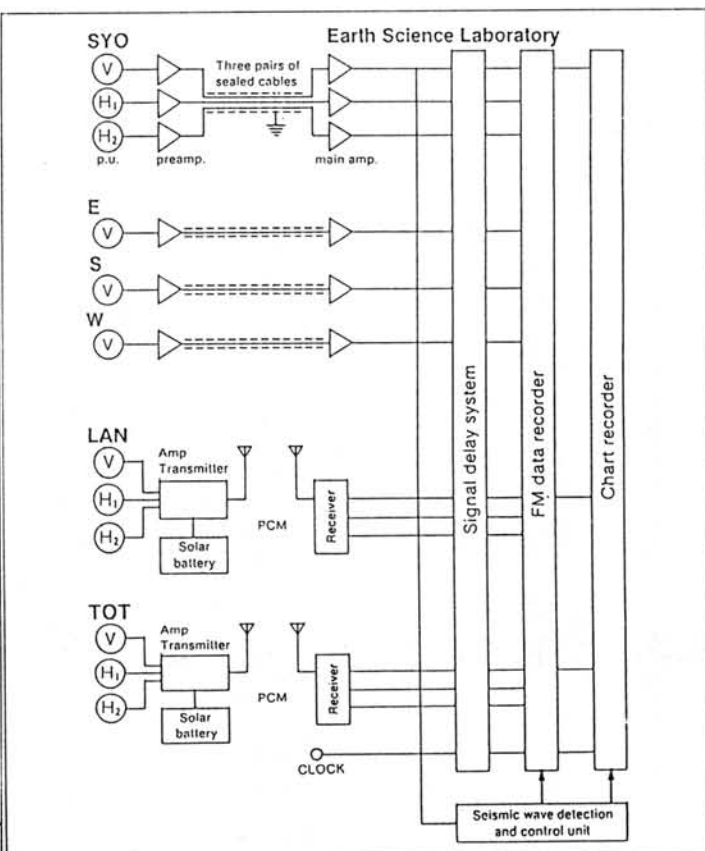 SYO
Earth Science Laboratory
Three pairs of
sealed cables
V
H₁
H₂
p.u.
preamp.
main amp.
E
V
S
V
W
V
LAN
V
H₁
H₂
Amp
Transmitter
Solar
battery
PCM
Receiver
TOT
V
H₁
H₂
Amp
Transmitter
Solar
battery
PCM
Receiver
CLOCK
Signal delay system
FM data recorder
Chart recorder
Seismic wave detection
and control unit